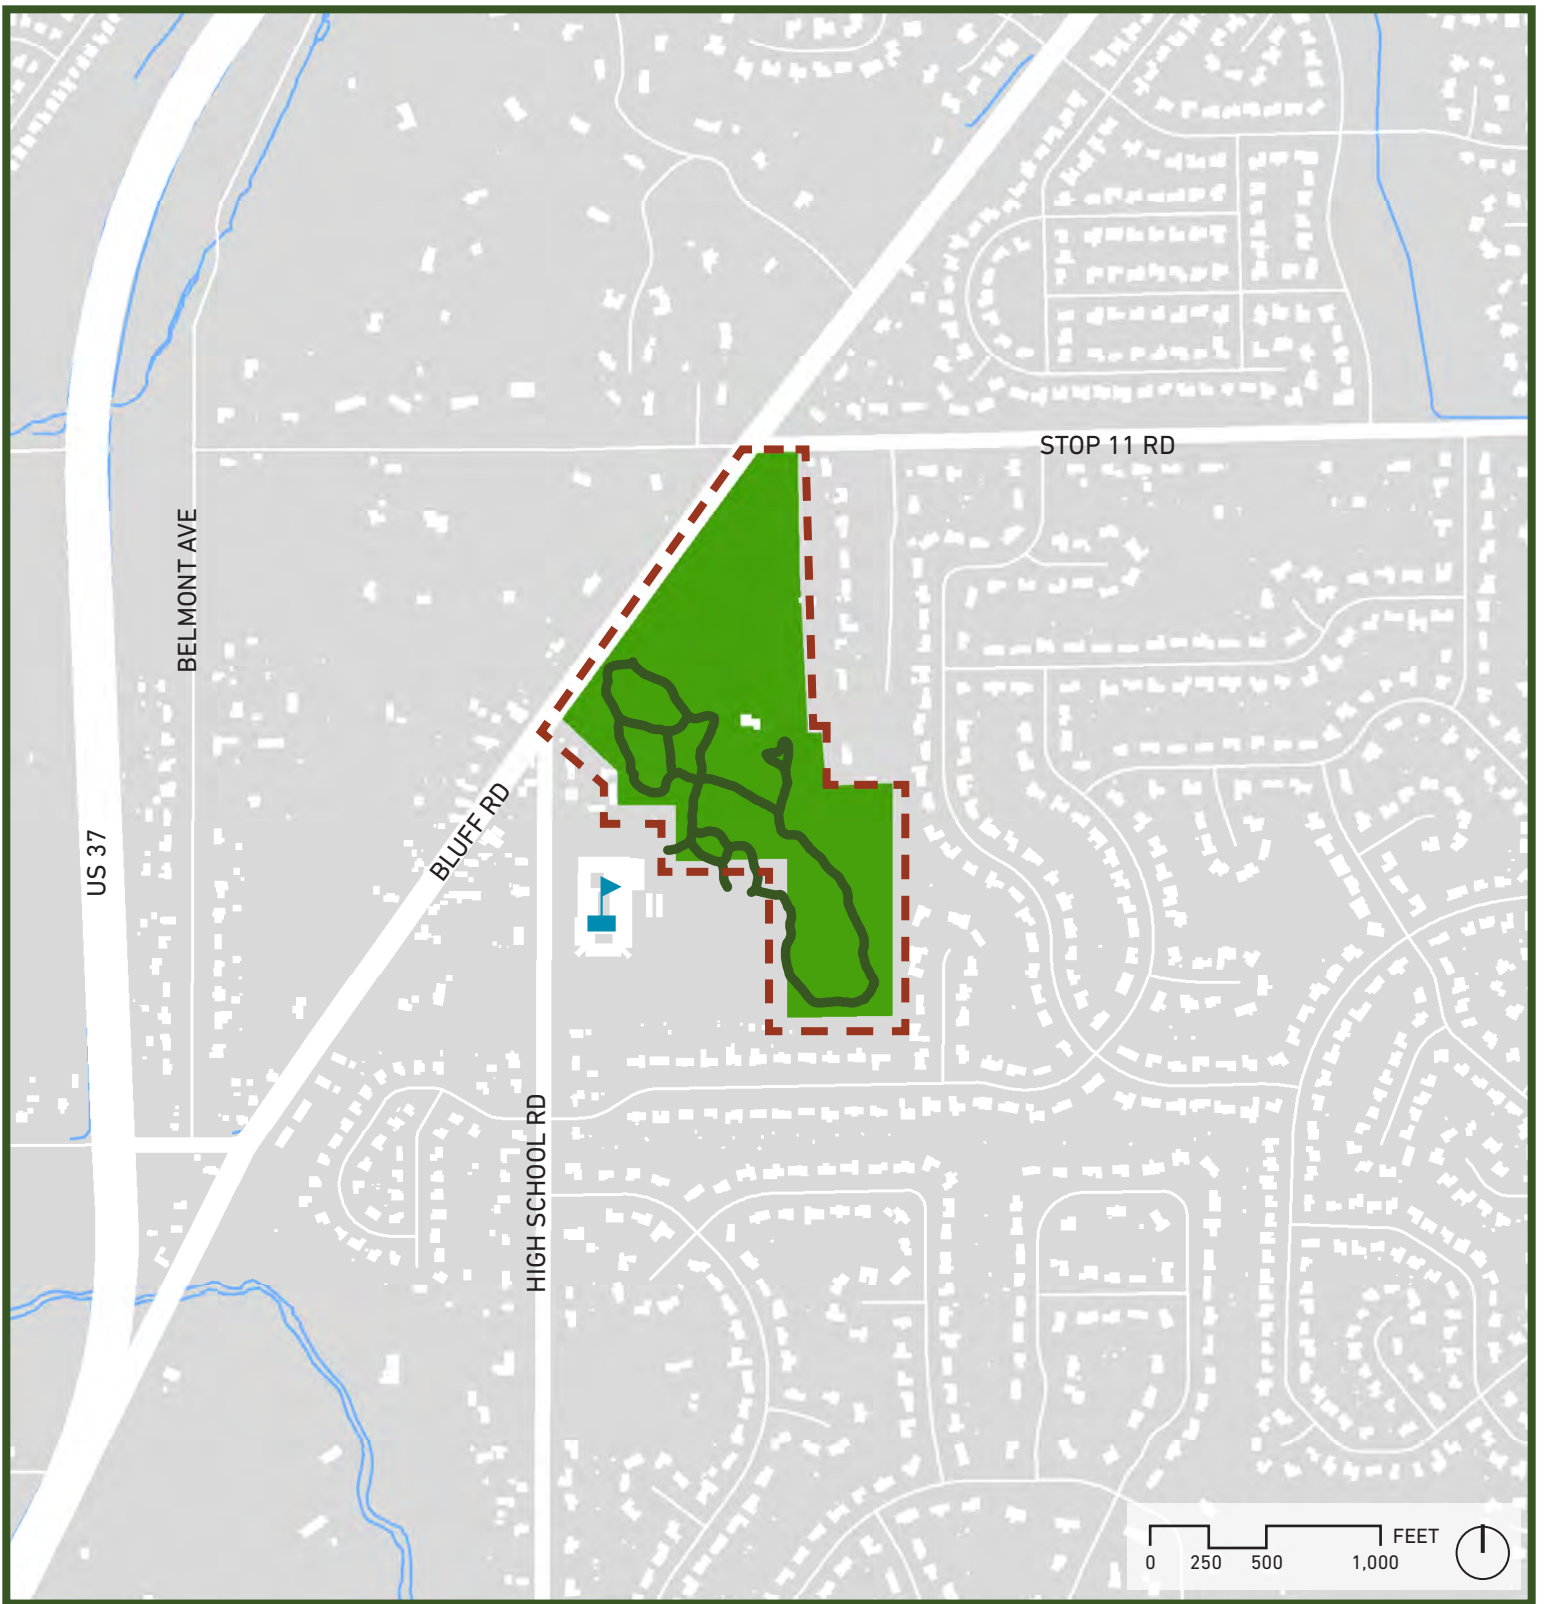 STOP 11 RD
BELMONT AVE
US 37
BLUFF RD
HIGH SCHOOL RD
FEET
0 250 500 1,000